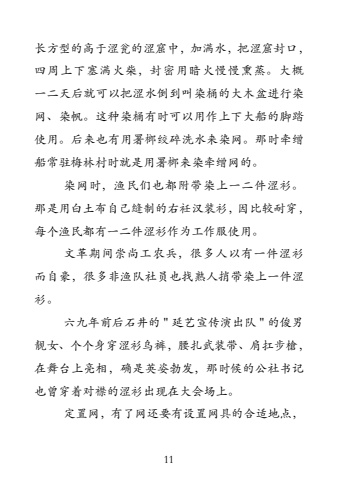 长方型的高于涩瓮的涩窟中，加满水，把涩窟封口，
四周上下塞满火柴，封密用暗火慢慢熏蒸。大概
一二天后就可以把涩水倒到叫染桶的大木盆进行染
网、染帆。这种染桶有时可以用作上下大船的脚踏
使用。后来也有用薯榔绞碎洗水来染网。那时牵缯
船常驻梅林村时就是用薯榔来染牵缯网的。
染网时，渔民们也都附带染上一二件涩衫。
那是用白土布自己缝制的右衽汉装衫，因比较耐穿，
每个渔民都有一二涩衫作为工作服使用。
文革期间崇尚工农兵，很多人以有一件涩衫
而自豪，很多非渔队社员也找熟人捎带染上一件涩
衫。
六九年前后石井的＂延艺宣传演出队＂的俊男
靓女、个个身穿涩衫乌裤，腰扎武装带、肩扛步槍，
在舞台上亮相，确是英姿勃发，那时候的公社书记
也曾穿着对襟的涩衫出现在大会场上。
定置网，有了网还要有设置网具的合适地点，
11